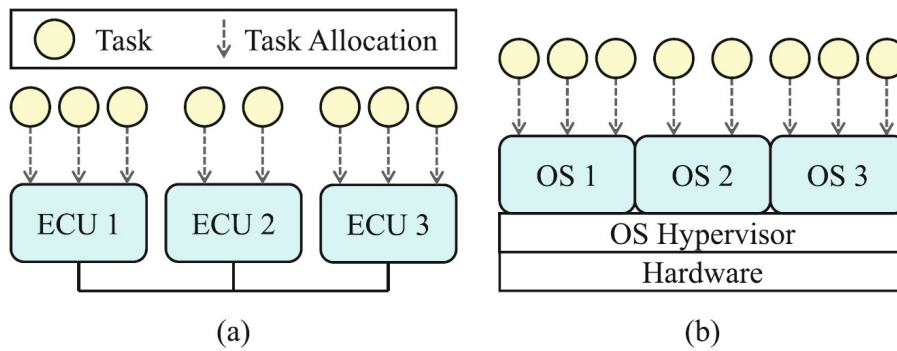 Task Task Allocation
ECU 1 ECU 2 ECU 3
(a)
OS 1 OS 2 OS 3
OS Hypervisor
Hardware
(b)